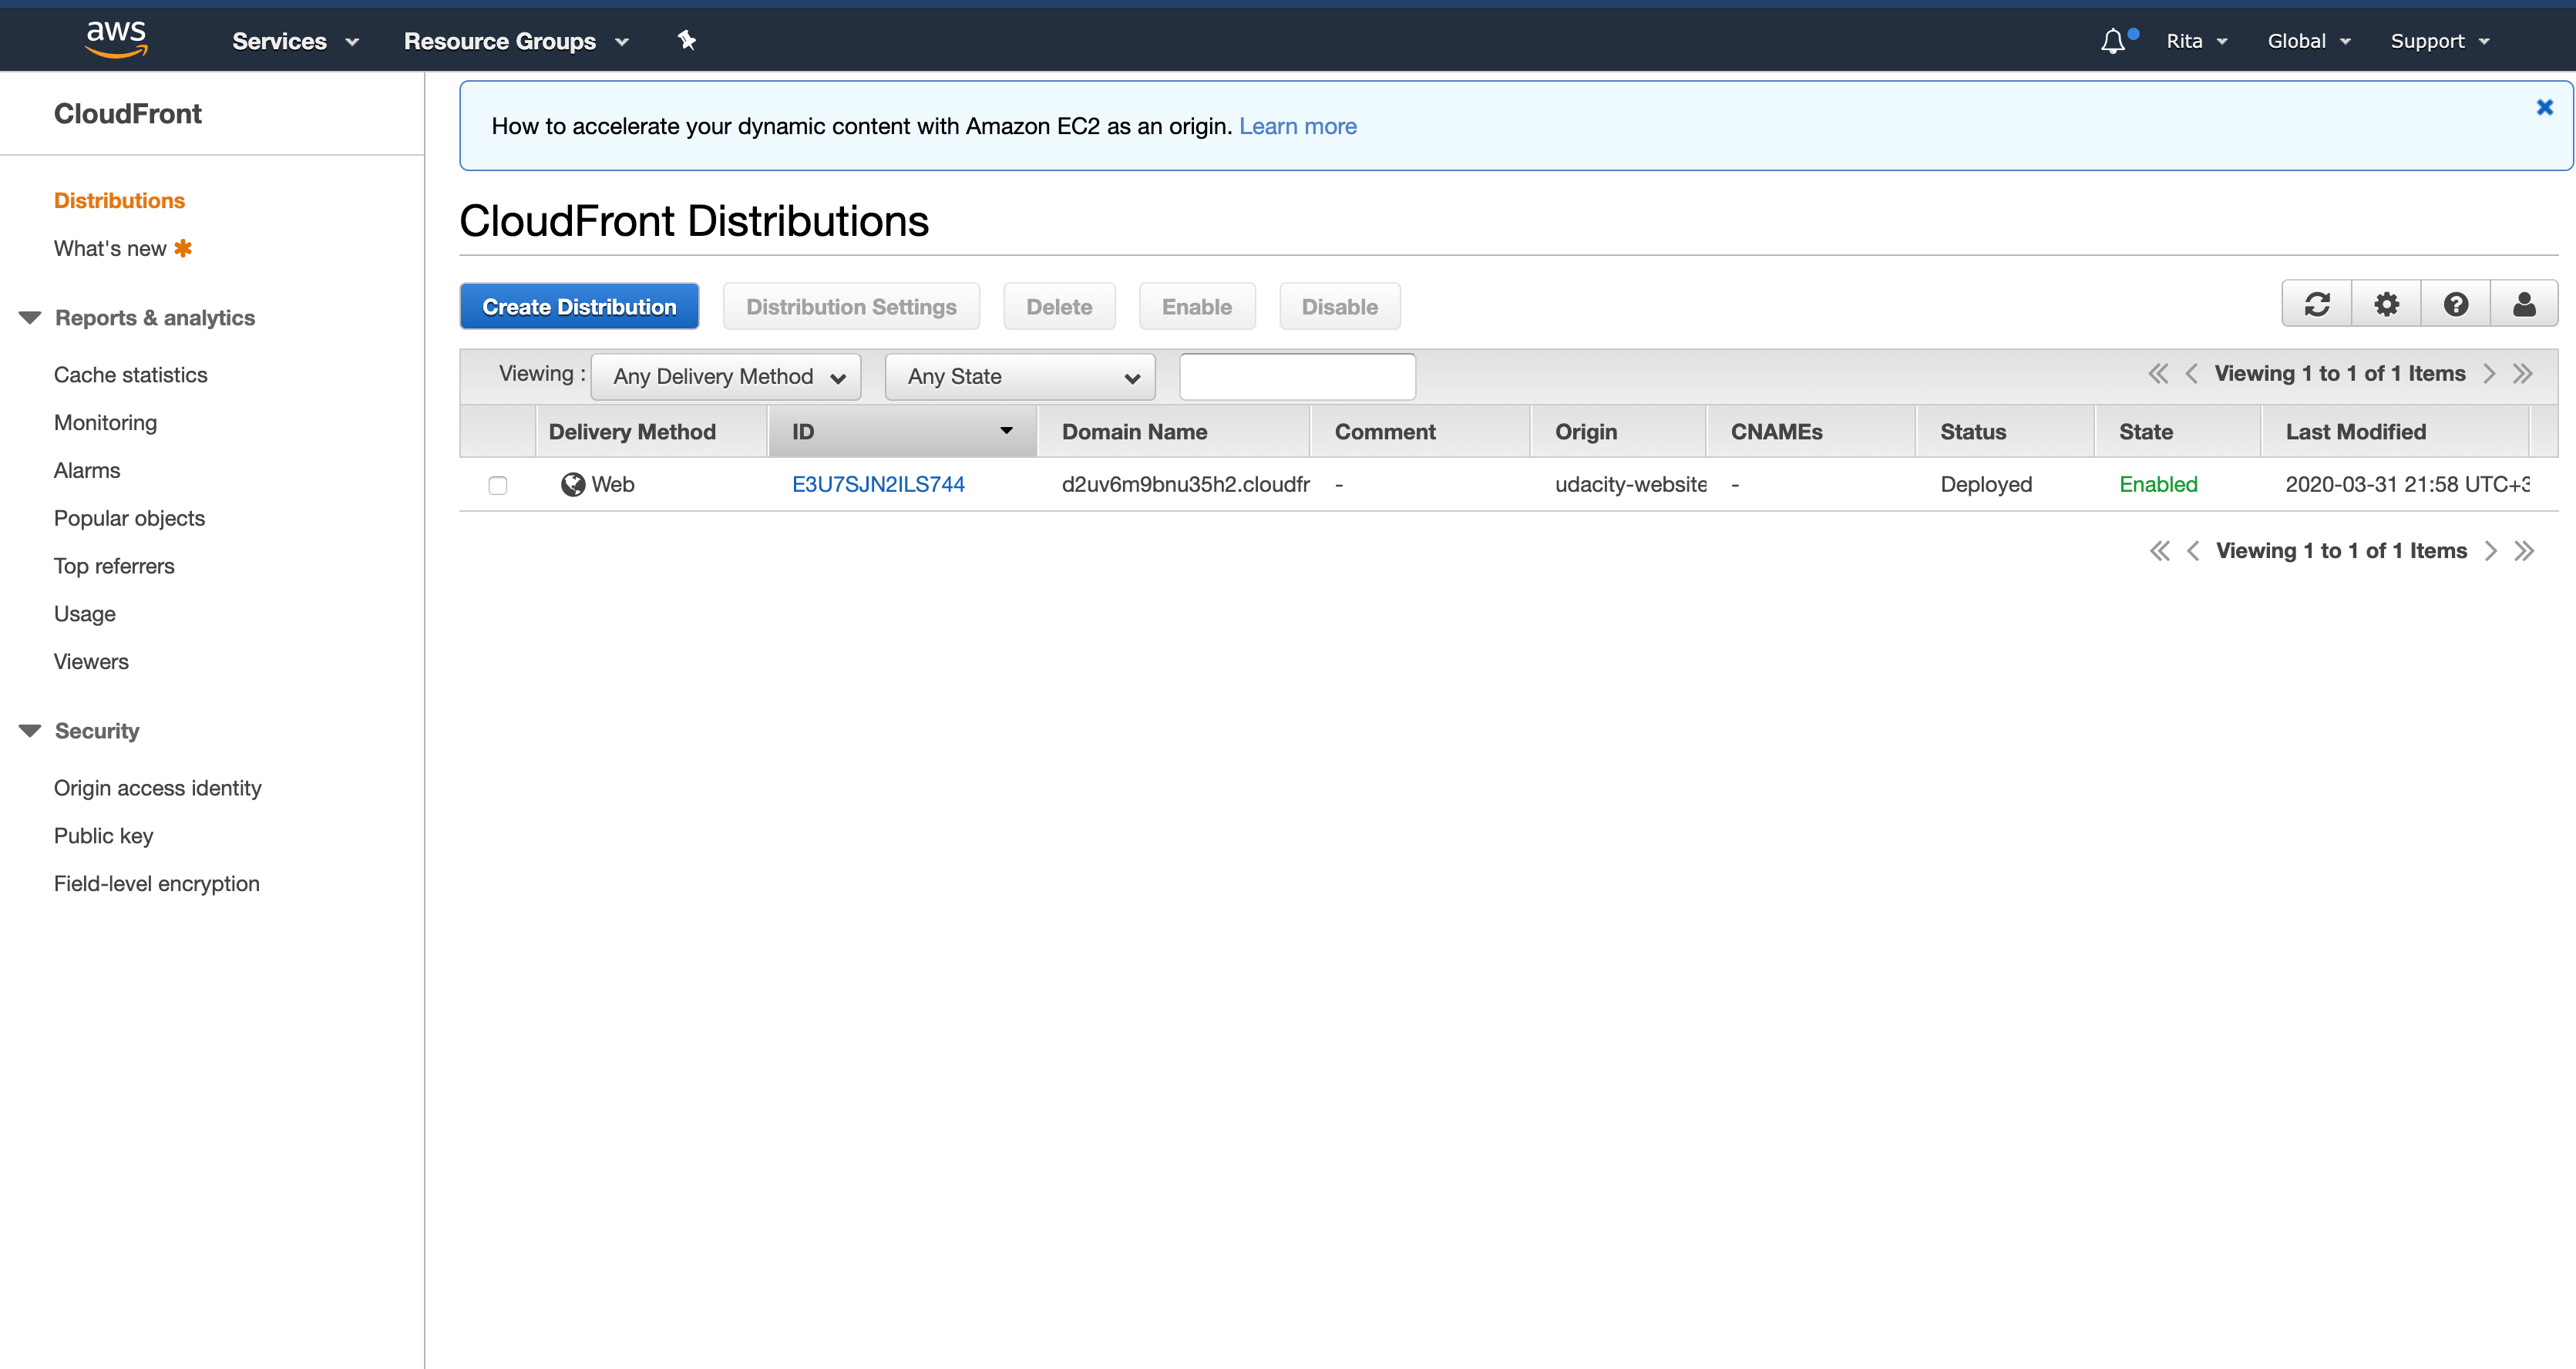 aws
Services
Resource Groups
Rita
Global
Support
CloudFront
Distributions
What's new
Reports & analytics
Cache statistics
Monitoring
Alarms
Popular objects
Top referrers
Usage
Viewers
Security
Origin access identity
Public key
Field-level encryption
How to accelerate your dynamic content with Amazon EC2 as an origin. Learn more
CloudFront Distributions
Create Distribution
Distribution Settings
Delete
Enable
Disable
Viewing : Any Delivery Method Any State
Viewing 1 to 1 of 1 Items
Delivery Method ID Domain Name Comment Origin CNAMEs Status State Last Modified
Web E3U7SJN2ILS744 d2uv6m9bnu35h2.cloudfr - udacity-website - Deployed Enabled 2020-03-31 21:58 UTC+3
Viewing 1 to 1 of 1 Items